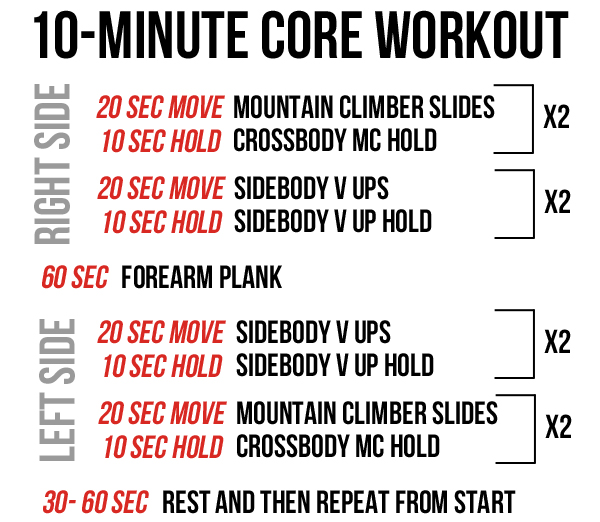 10-MINUTE CORE WORKOUT
RIGHT SIDE
20 SEC MOVE MOUNTAIN CLIMBER SLIDES
10 SEC HOLD CROSSBODY MC HOLD
X2
20 SEC MOVE SIDEBODY V UPS
10 SEC HOLD SIDEBODY V UP HOLD
X2
60 SEC FOREARM PLANK
LEFT SIDE
20 SEC MOVE SIDEBODY V UPS
10 SEC HOLD SIDEBODY V UP HOLD
X2
20 SEC MOVE MOUNTAIN CLIMBER SLIDES
10 SEC HOLD CROSSBODY MC HOLD
X2
30- 60 SEC REST AND THEN REPEAT FROM START